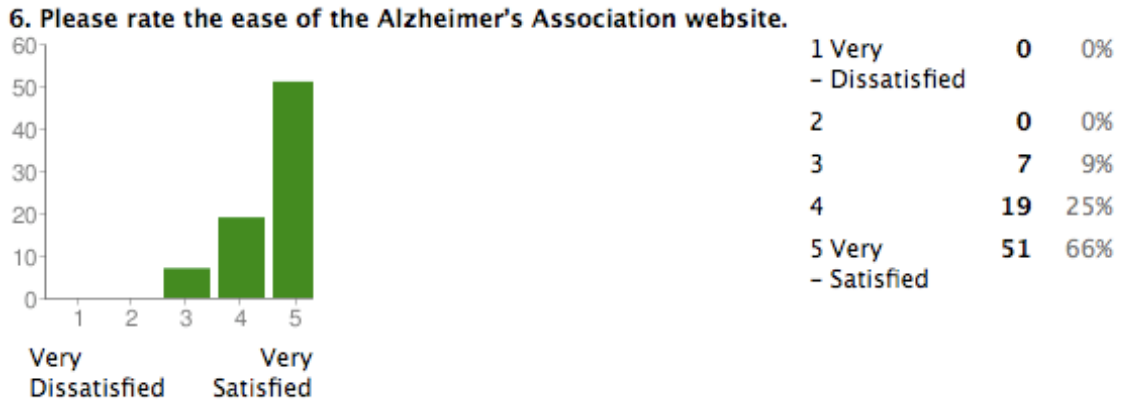 6. Please rate the ease of the Alzheimer's Association website.
60
50
40
30
20
10
0
1 2 3 4 5
Very Very
Dissatisfied Satisfied
1 Very 0 0%
– Dissatisfied
2 0 0%
3 7 9%
4 19 25%
5 Very 51 66%
– Satisfied